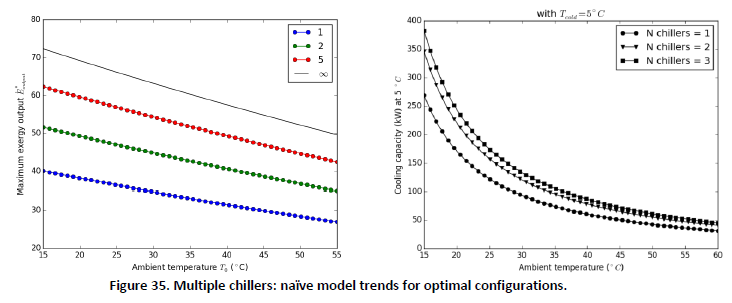 with T_cold=5°C
80
70
60
50
40
30
20
Maximum exergy output
1
2
5
∞
15 20 25 30 35 40 45 50 55
Ambient temperature T_0 (°C)
400
350
300
250
200
150
100
50
0
Cooling capacity (kW) at 5 °C
N chillers = 1
N chillers = 2
N chillers = 3
15 20 25 30 35 40 45 50 55 60
Ambient temperature (°C)
Figure 35. Multiple chillers: naïve model trends for optimal configurations.